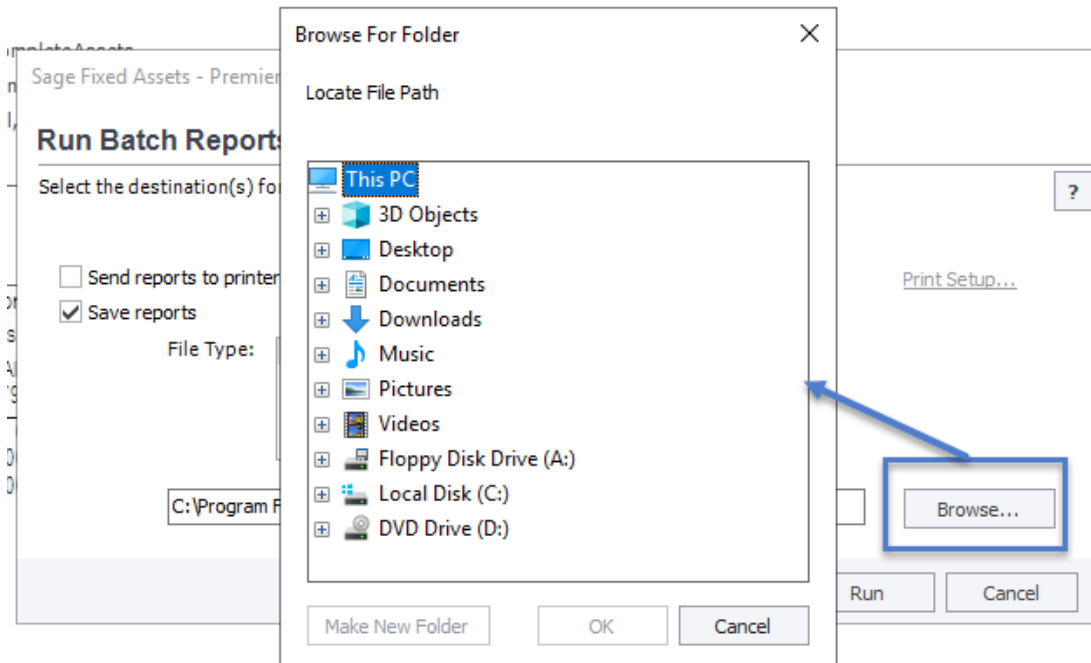 Browse For Folder
Locate File Path
This PC
3D Objects
Desktop
Documents
Downloads
Music
Pictures
Videos
Floppy Disk Drive (A:)
Local Disk (C:)
DVD Drive (D:)
Make New Folder
OK
Cancel
Sage Fixed Assets - Premier
Run Batch Reports
Select the destination(s) fo
?
Send reports to printer
Print Setup...
Save reports
File Type:
C:\Program F
Browse...
Run
Cancel